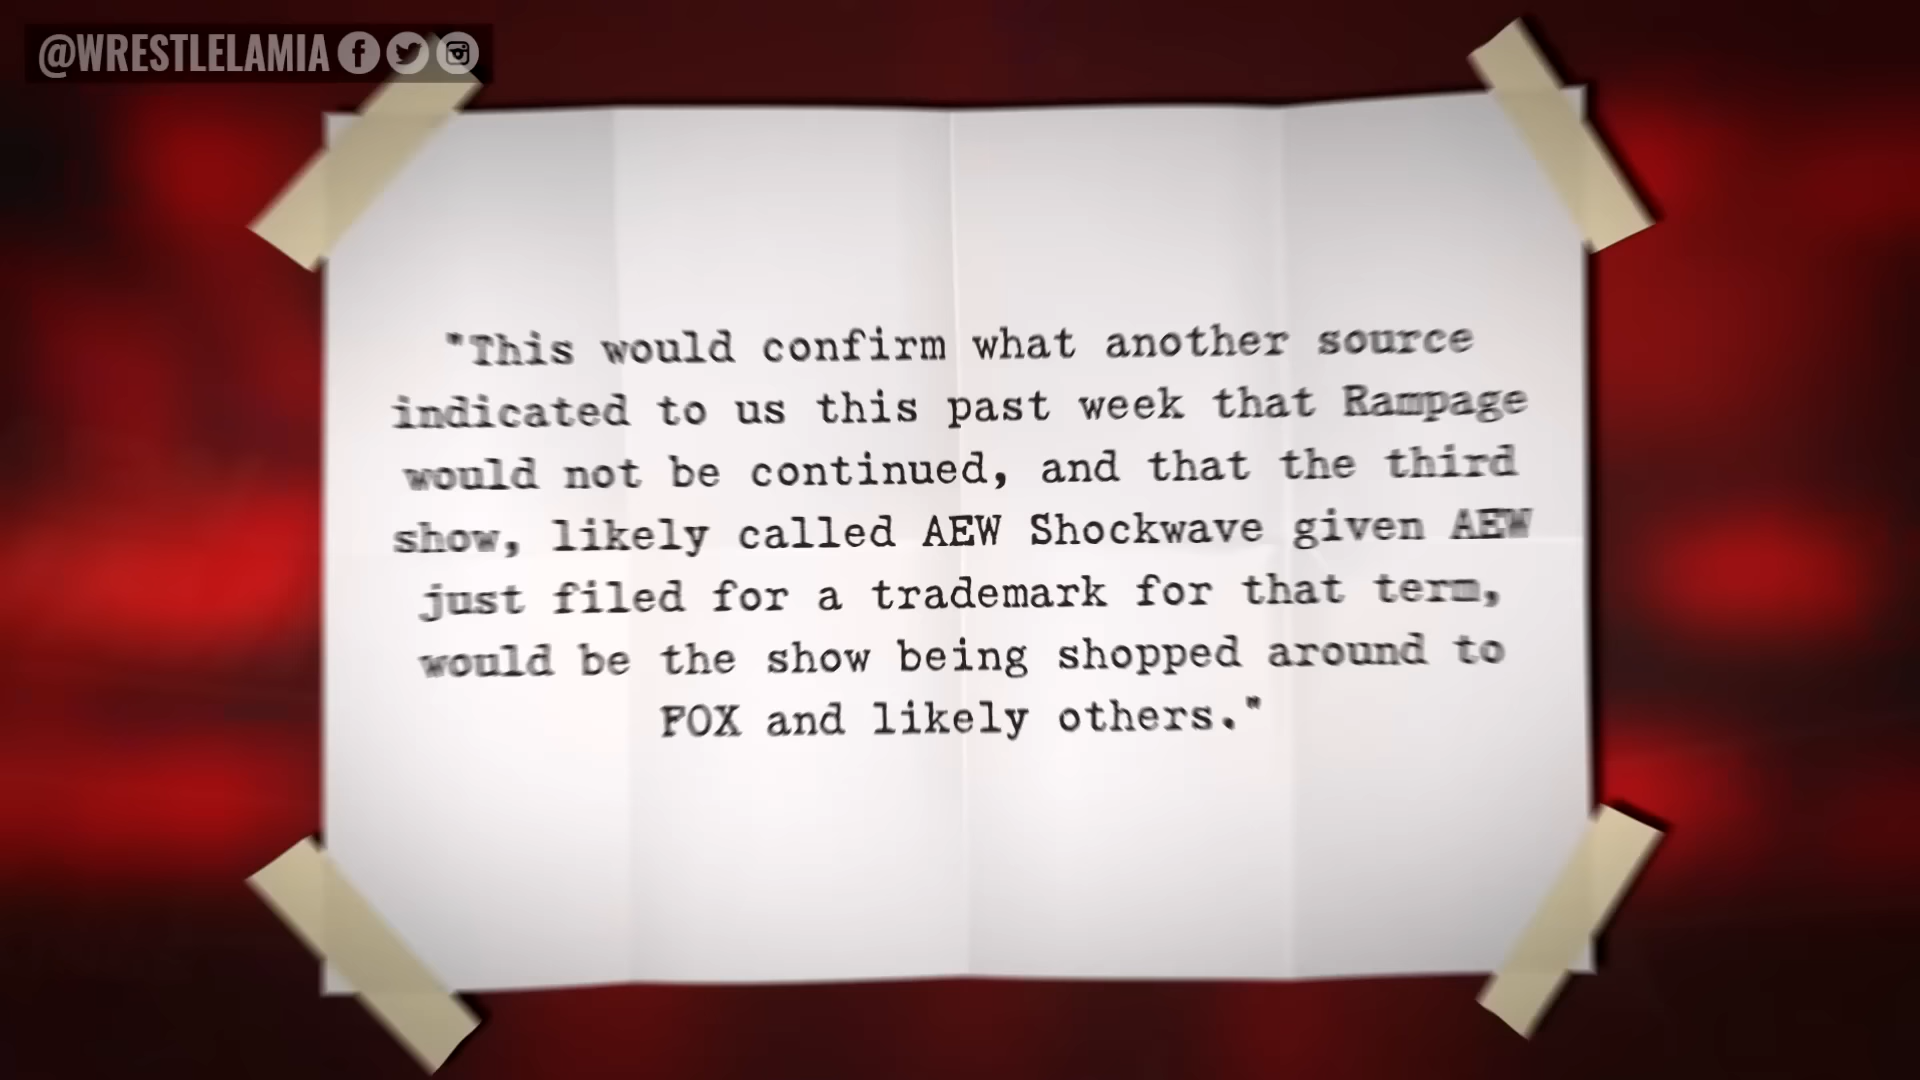 @WRESTLELAMIA
"This would confirm what another source
indicated to us this past week that Rampage
would not be continued, and that the third
show, likely called AEW Shockwave given AEW
just filed for a trademark for that term,
would be the show being shopped around to
FOX and likely others."